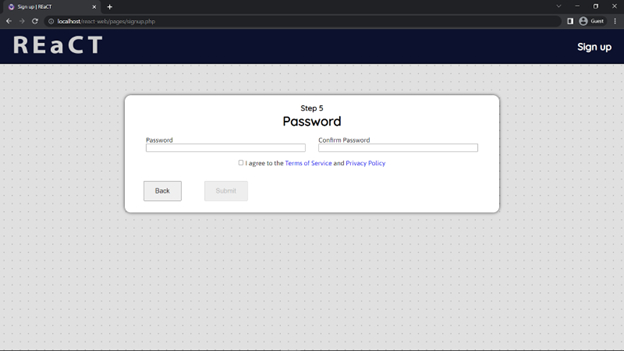 Sign up | REaCT
localhost/react-web/pages/signup.php
Guest
REaCT
Sign up
Step 5
Password
Password
Confirm Password
I agree to the Terms of Service and Privacy Policy
Back
Submit